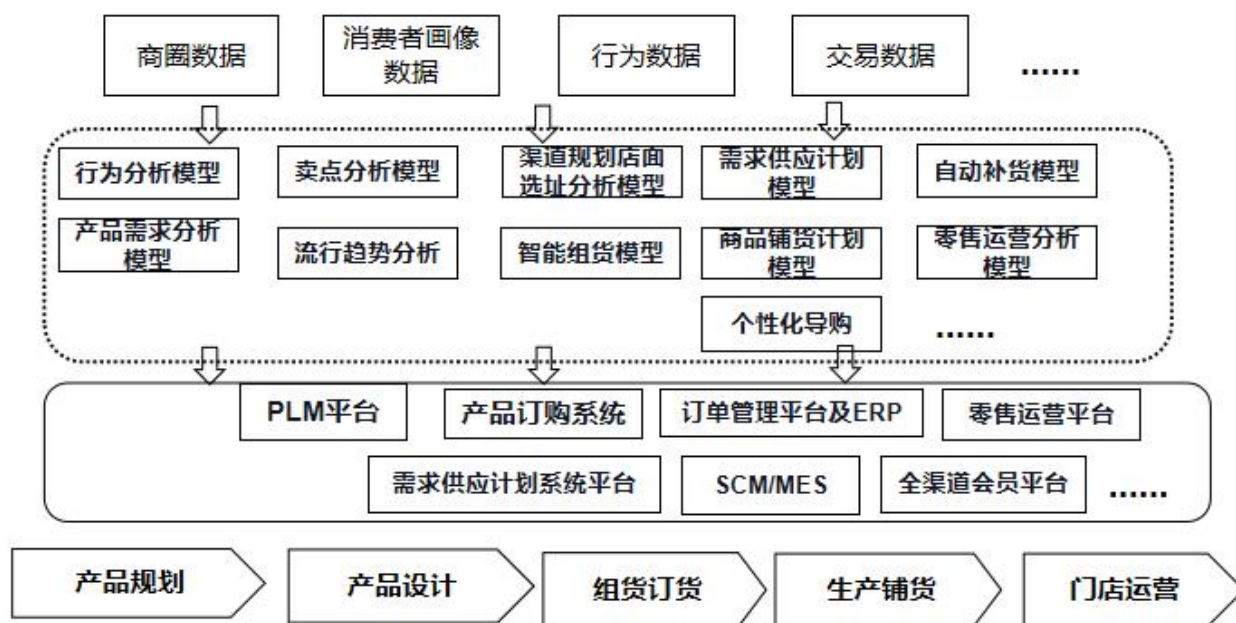 商圈数据
消费者画像
数据
行为数据
交易数据
......
行为分析模型
卖点分析模型
渠道规划店面
选址分析模型
需求供应计划
模型
自动补货模型
产品需求分析
模型
流行趋势分析
智能组货模型
商品铺货计划
模型
零售运营分析
模型
个性化导购
......
PLM平台
产品订购系统
订单管理平台及ERP
零售运营平台
需求供应计划系统平台
SCM/MES
全渠道会员平台
......
产品规划
产品设计
组货订货
生产铺货
门店运营